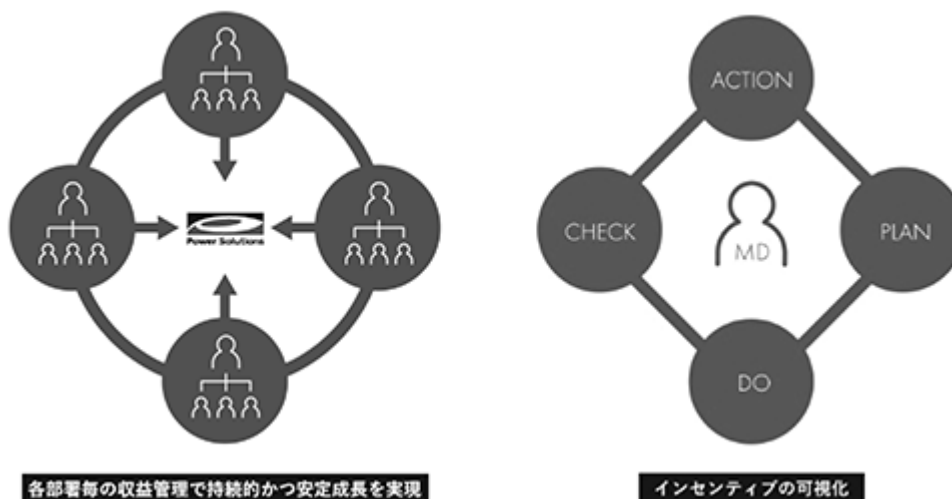 Power Solutions
各部署毎の収益管理で持続的かつ安定成長を実現
ACTION
CHECK
MD
PLAN
DO
インセンティブの可視化